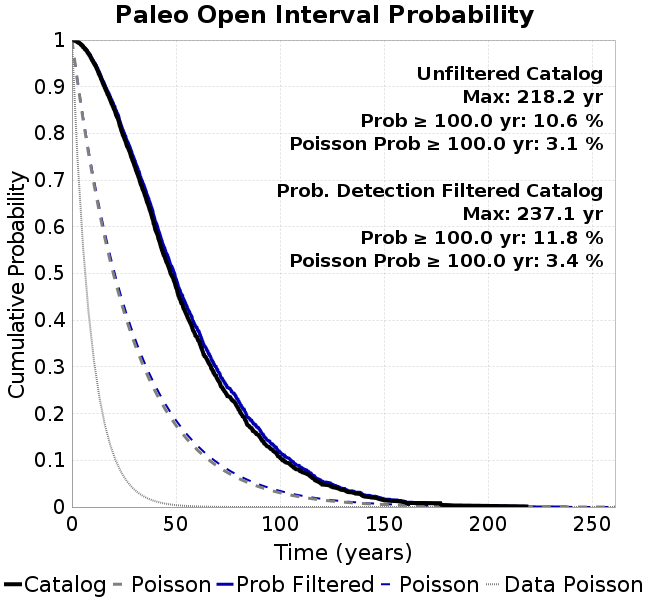 Paleo Open Interval Probability
Cumulative Probability
1
0.9
0.8
0.7
0.6
0.5
0.4
0.3
0.2
0.1
0
Unfiltered Catalog
Max: 218.2 yr
Prob ≥ 100.0 yr: 10.6 %
Poisson Prob ≥ 100.0 yr: 3.1 %
Prob. Detection Filtered Catalog
Max: 237.1 yr
Prob ≥ 100.0 yr: 11.8 %
Poisson Prob ≥ 100.0 yr: 3.4 %
0 50 100 150 200 250
Time (years)
Catalog Poisson Prob Filtered Poisson Data Poisson